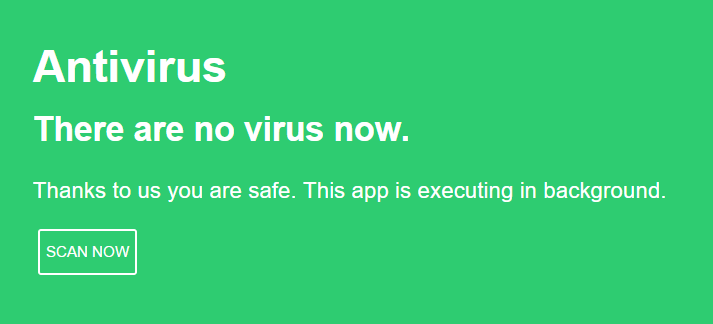 Antivirus
There are no virus now.
Thanks to us you are safe. This app is executing in background.
SCAN NOW